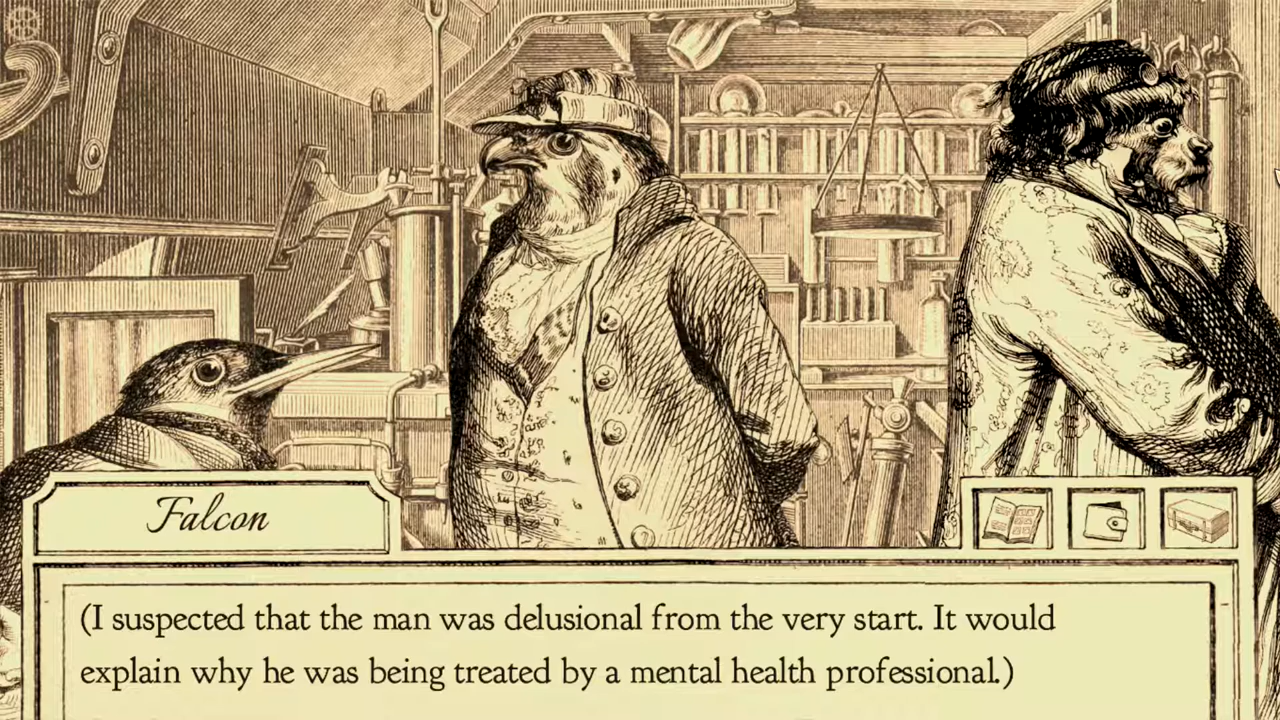 Falcon
(I suspected that the man was delusional from the very start. It would
explain why he was being treated by a mental health professional.)